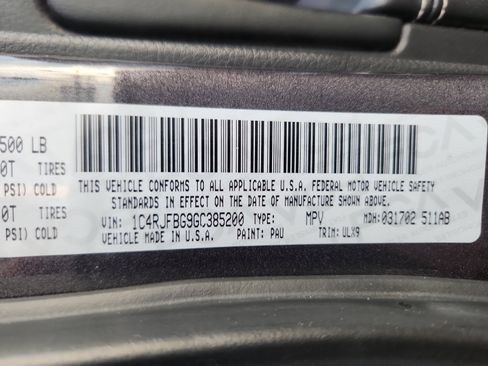 500 LB
0T TIRES
PSI) COLD
0T TIRES
PSI) COLD
THIS VEHICLE CONFORMS TO ALL APPLICABLE U.S.A. FEDERAL MOTOR VEHICLE SAFETY
STANDARDS IN EFFECT ON THE DATE OF MANUFACTURE SHOWN ABOVE.
VIN: 1C4RJFBG9GC385200 TYPE: MPV MDH: 031702 511AB
VEHICLE MADE IN U.S.A. PAINT: PAU TRIM: ULX9